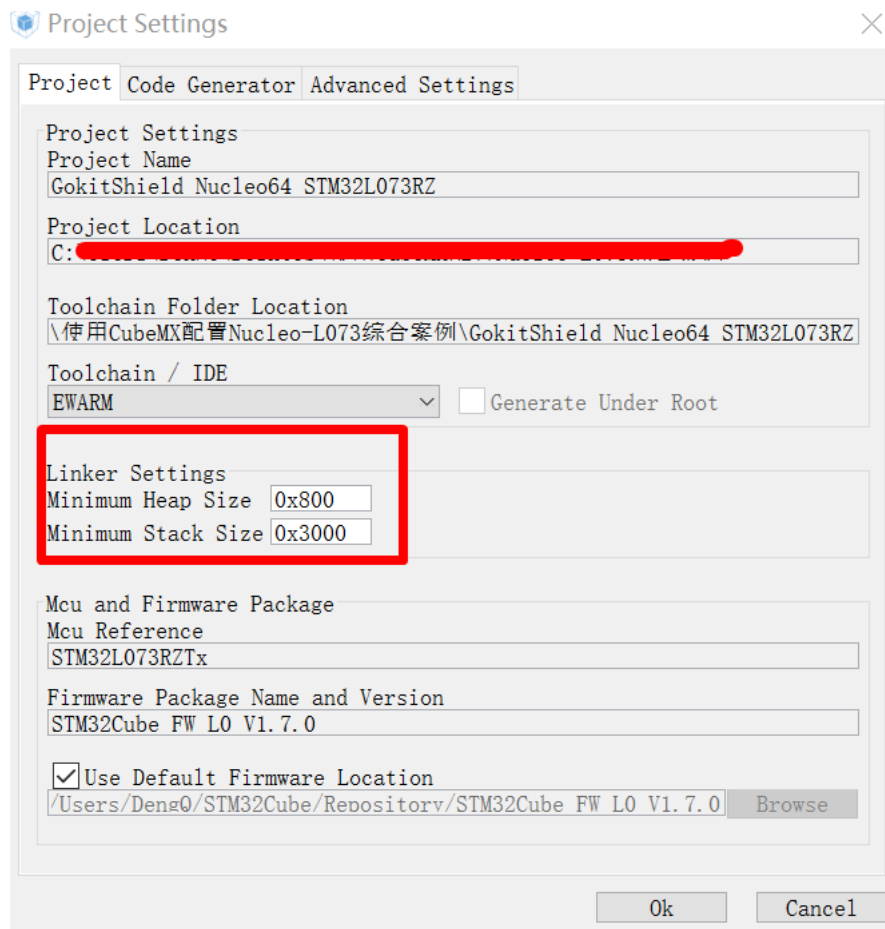 Project Settings
Project Code Generator Advanced Settings
Project Settings
Project Name
GokitShield Nucleo64 STM32L073RZ
Project Location
C:
Toolchain Folder Location
\使用CubeMX配置Nucleo-L073综合案例\GokitShield Nucleo64 STM32L073RZ
Toolchain / IDE
EWARM Generate Under Root
Linker Settings
Minimum Heap Size 0x800
Minimum Stack Size 0x3000
Mcu and Firmware Package
Mcu Reference
STM32L073RZTx
Firmware Package Name and Version
STM32Cube FW L0 V1.7.0
Use Default Firmware Location
/Users/DengQ/STM32Cube/Repository/STM32Cube FW L0 V1.7.0 Browse
Ok Cancel